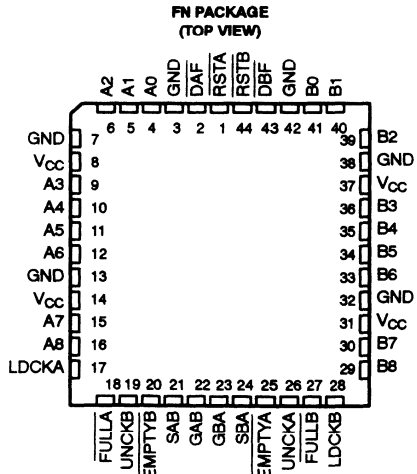 FN PACKAGE
(TOP VIEW)
A2 A1 A0 GND DAF RSTA RSTB DBF GND B0 B1
6 5 4 3 2 1 44 43 42 41 40
GND 7 39 B2
VCC 8 38 GND
A3 9 37 VCC
A4 10 36 B3
A5 11 35 B4
A6 12 34 B5
GND 13 33 B6
VCC 14 32 GND
A7 15 31 VCC
A8 16 30 B7
LDCKA 17 29 B8
18 19 20 21 22 23 24 25 26 27 28
FULLA UNCKB EMPTYB SAB GAB GBA SBA EMPTYA UNCKA FULLB LDCKB